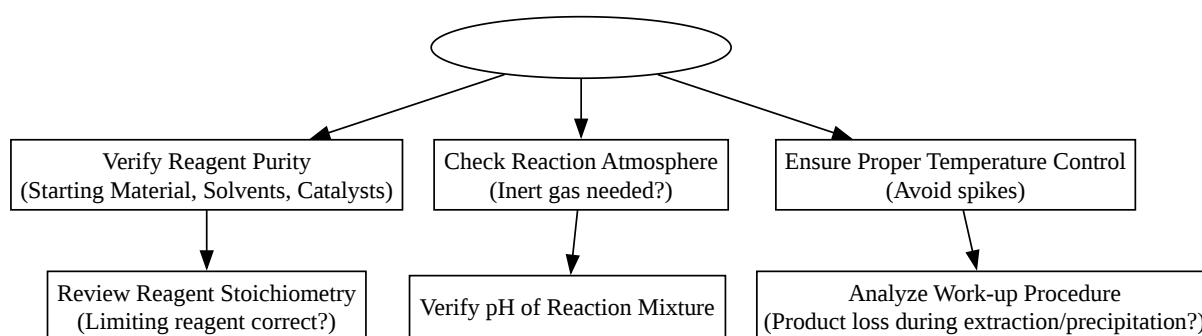 Verify Reagent Purity
(Starting Material, Solvents, Catalysts)
Check Reaction Atmosphere
(Inert gas needed?)
Ensure Proper Temperature Control
(Avoid spikes)
Review Reagent Stoichiometry
(Limiting reagent correct?)
Verify pH of Reaction Mixture
Analyze Work-up Procedure
(Product loss during extraction/precipitation?)